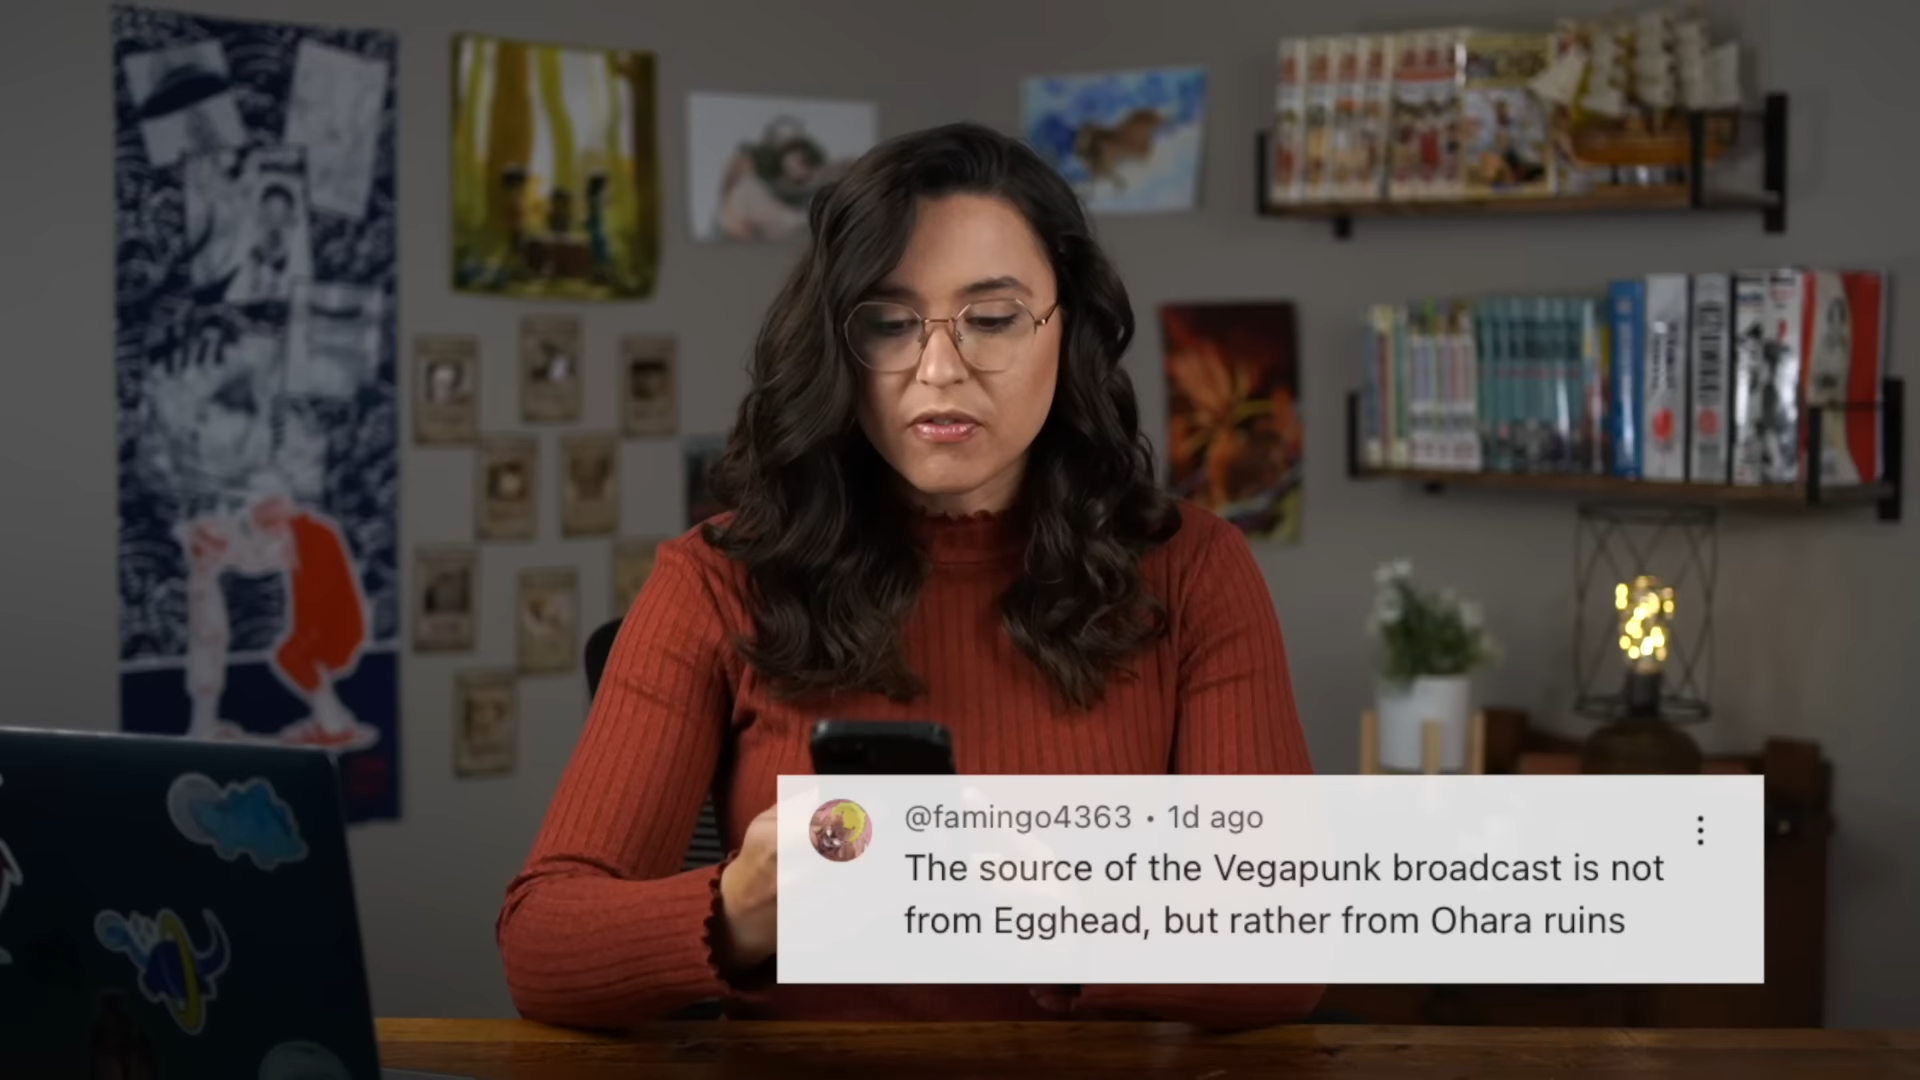 @famingo4363 • 1d ago
The source of the Vegapunk broadcast is not
from Egghead, but rather from Ohara ruins